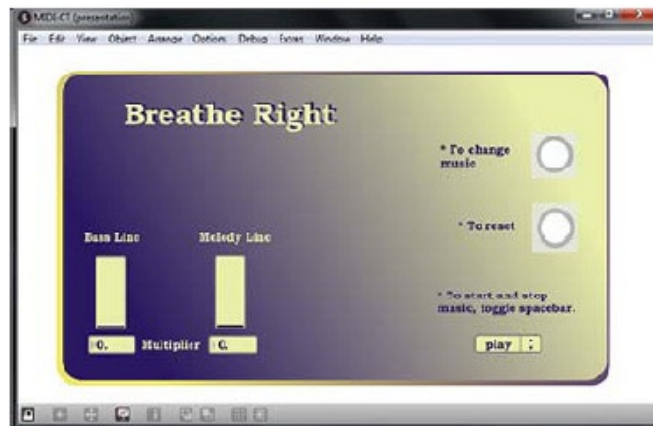 MIDI-CT (presentation)
File Edit View Object Arrange Options Debug Extras Window Help
Breathe Right
* To change
music
* To reset
Bass Line Melody Line
* To start and stop
music, toggle spacebar.
0. Multiplier 0.
play